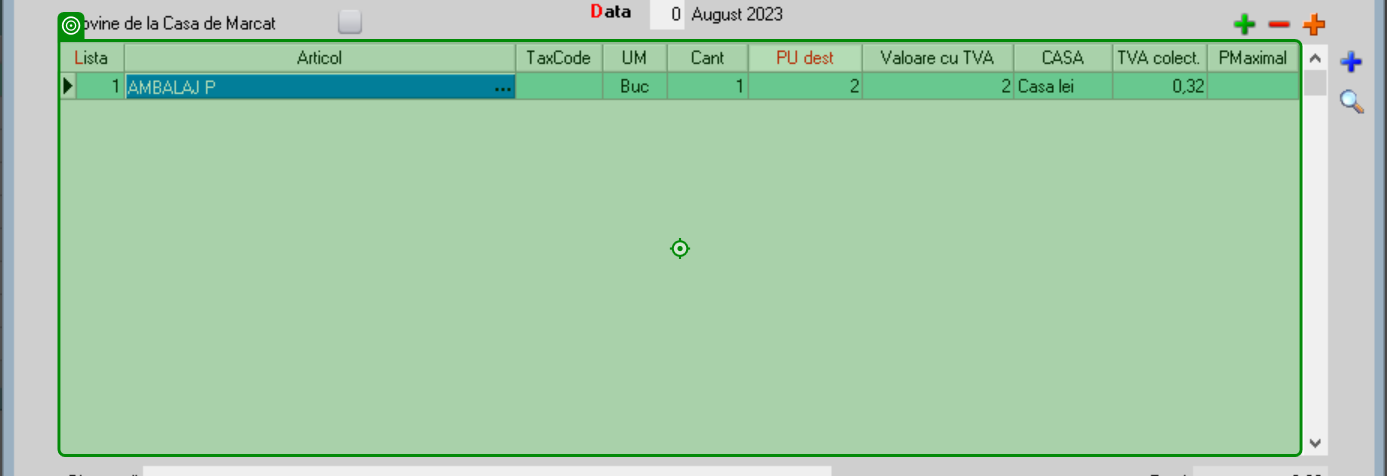 ovine de la Casa de Marcat
Data 0 August 2023
Lista Articol TaxCode UM Cant PU dest Valoare cu TVA CASA TVA colect. PMaximal
1 AMBALAJ P ... Buc 1 2 2 Casa lei 0,32